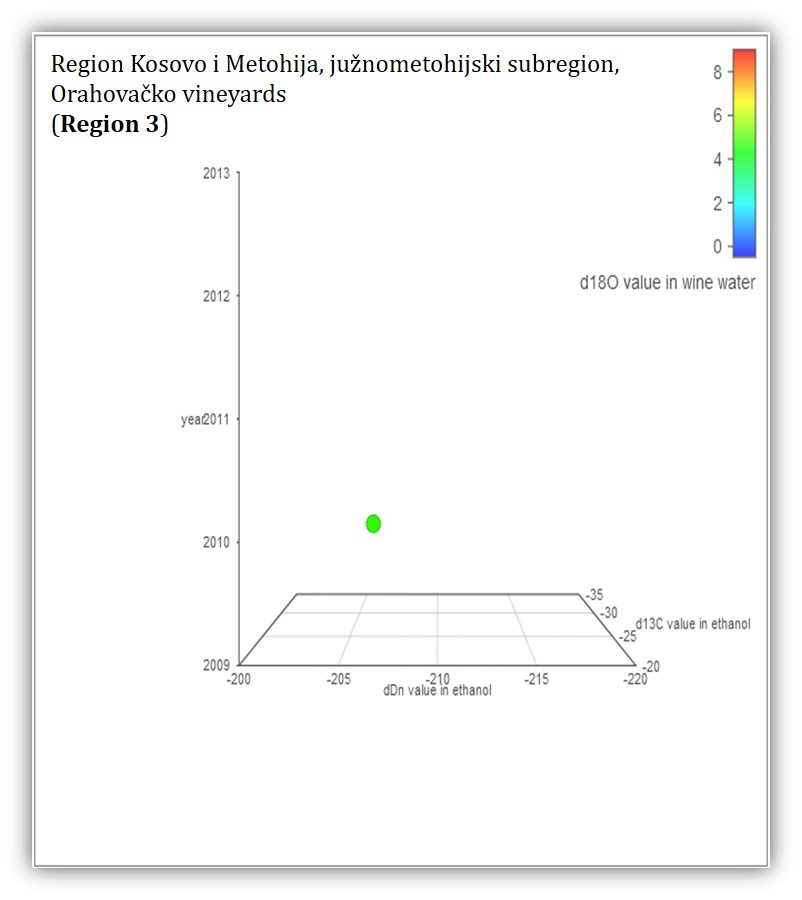 Region Kosovo i Metohija, južnometohijski subregion,
Orahovačko vineyards
(Region 3)
8
6
4
2
0
d18O value in wine water
2013
2012
year
2011
2010
2009
-35
-30
-25
-20
d13C value in ethanol
-200
-205
-210
-215
-220
dDn value in ethanol